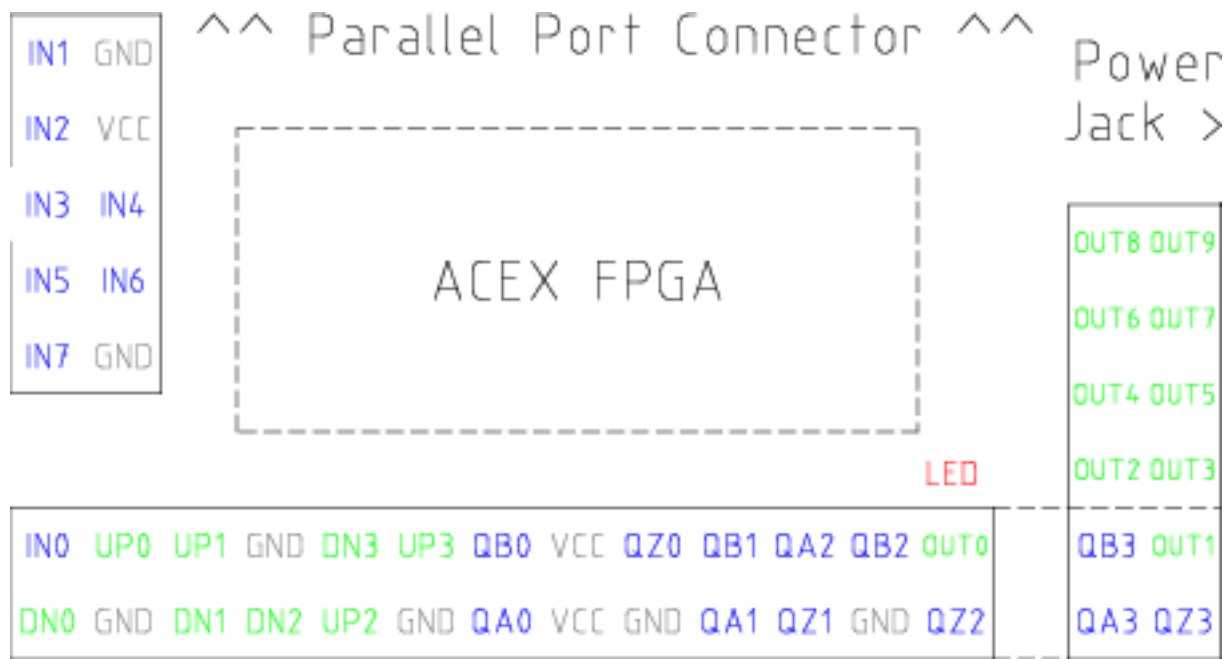 ^^ Parallel Port Connector ^^
Power
Jack >
IN1 GND
IN2 VCC
IN3 IN4
IN5 IN6
IN7 GND
ACEX FPGA
OUT8 OUT9
OUT6 OUT7
OUT4 OUT5
LED
OUT2 OUT3
IN0 UP0 UP1 GND DN3 UP3 QB0 VCC QZ0 QB1 QA2 QB2 OUT0
QB3 OUT1
DN0 GND DN1 DN2 UP2 GND QA0 VCC GND QA1 QZ1 GND QZ2
QA3 QZ3